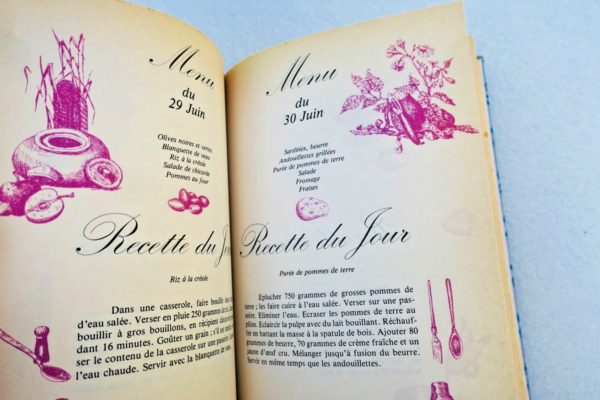 Menu
du
29 Juin
Olives noires et vertes
Blanquette de veau
Riz à la créole
Salade de chicorée
Pommes au four
Recette du
Riz à la créole
Dans une casserole, faire bouillir
d'eau salée. Verser en pluie 250 grammes
bouillir à gros bouillons, en récipient
dant 16 minutes. Goûter un grain ;
ser le contenu de la casserole sur une passoire.
l'eau chaude. Servir avec la blanquette de veau.
Menu
du
30 Juin
Sardines, beurre
Andouillettes grillées
Purée de pommes de terre
Salade
Fromage
Fraises
Recette du Jour
Purée de pommes de terre
Eplucher 750 grammes de grosses pommes de
terre ; les faire cuire à l'eau salée. Verser sur une pas-
soire. Eliminer l'eau. Ecraser les pommes de terre au
pilon. Eclaircir la pulpe avec du lait bouillant. Réchauf-
fer en battant la masse à la spatule de bois. Ajouter 80
grammes de beurre, 70 grammes de crème fraîche et un
jaune d'œuf cru. Mélanger jusqu'à fusion du beurre.
Servir en même temps que les andouillettes.